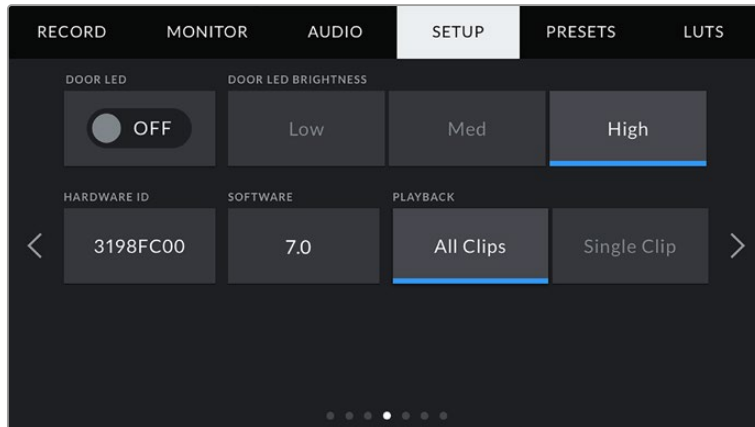 RECORD MONITOR AUDIO SETUP PRESETS LUTS
DOOR LED DOOR LED BRIGHTNESS
OFF Low Med High
HARDWARE ID SOFTWARE PLAYBACK
3198FC00 7.0 All Clips Single Clip